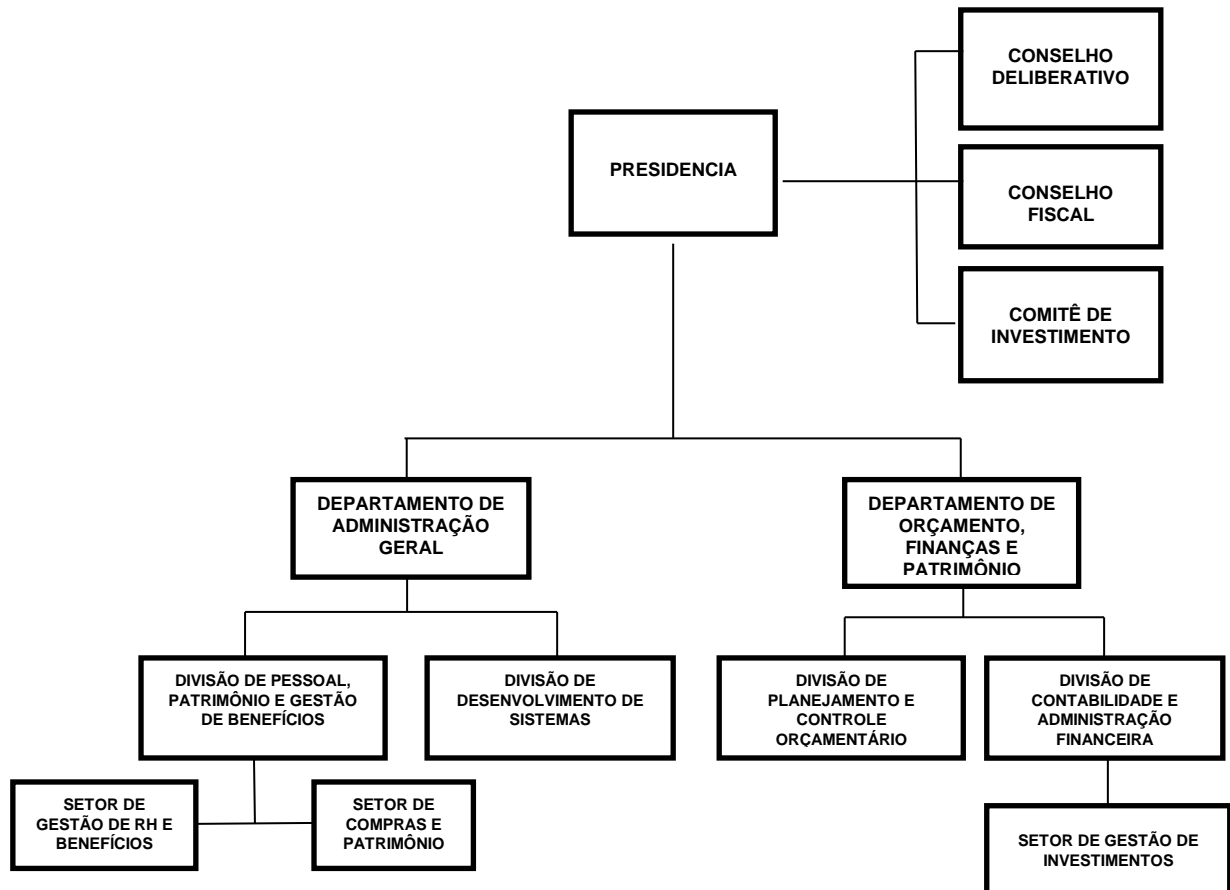 CONSELHO
DELIBERATIVO
PRESIDENCIA
CONSELHO
FISCAL
COMITÊ DE
INVESTIMENTO
DEPARTAMENTO DE
ADMINISTRAÇÃO
GERAL
DEPARTAMENTO DE
ORÇAMENTO,
FINANÇAS E
PATRIMÔNIO
DIVISÃO DE PESSOAL,
PATRIMÔNIO E GESTÃO
DE BENEFÍCIOS
DIVISÃO DE
DESENVOLVIMENTO DE
SISTEMAS
DIVISÃO DE
PLANEJAMENTO E
CONTROLE
ORÇAMENTÁRIO
DIVISÃO DE
CONTABILIDADE E
ADMINISTRAÇÃO
FINANCEIRA
SETOR DE
GESTÃO DE RH E
BENEFÍCIOS
SETOR DE
COMPRAS E
PATRIMÔNIO
SETOR DE GESTÃO DE
INVESTIMENTOS